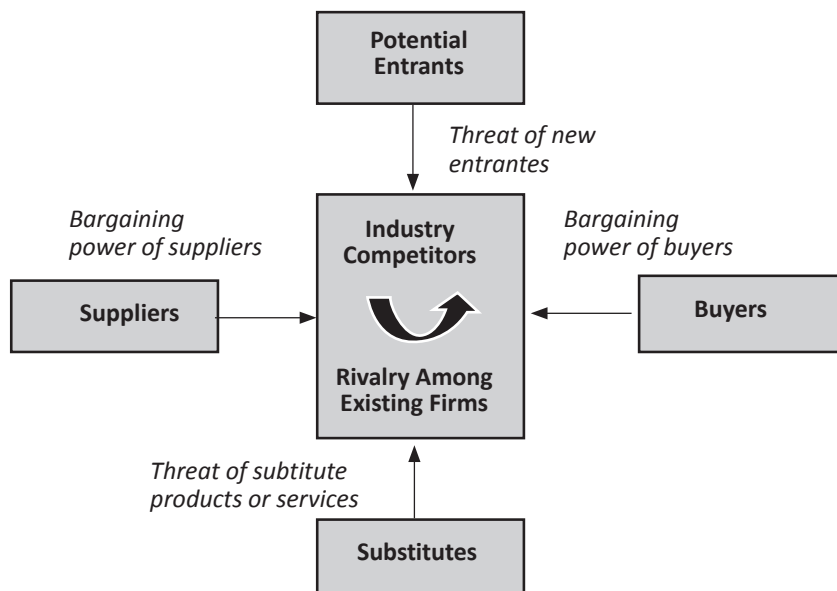 Potential
Entrants
Threat of new
entrantes
Bargaining
power of suppliers
Industry
Competitors
Bargaining
power of buyers
Suppliers
Buyers
Rivalry Among
Existing Firms
Threat of subtitute
products or services
Substitutes